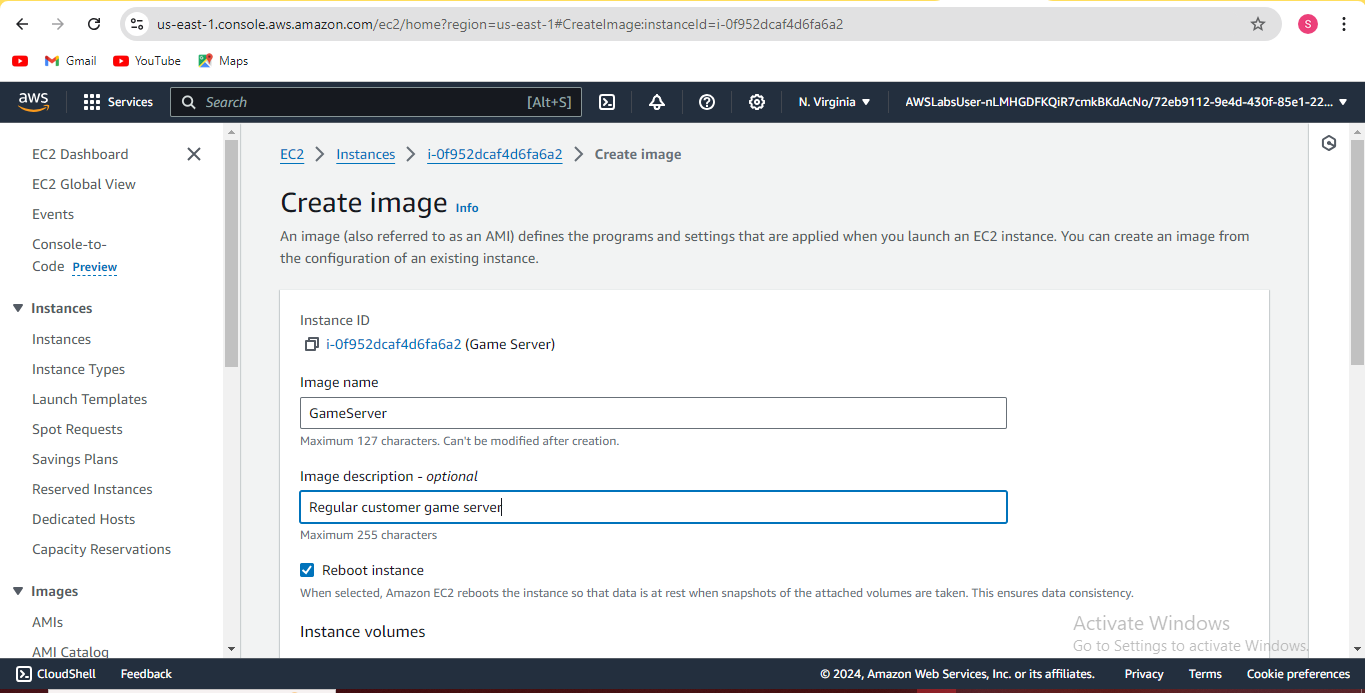 us-east-1.console.aws.amazon.com/ec2/home?region=us-east-1#CreateImage:instanceId=i-0f952dcaf4d6fa6a2
S
Gmail YouTube Maps
aws Services Search [Alt+S] N. Virginia AWSLabsUser-nLMHGDFKQiR7cmkBKdAcNo/72eb9112-9e4d-430f-85e1-22...
EC2 Dashboard
EC2 Global View
Events
Console-to-
Code Preview
Instances
Instances
Instance Types
Launch Templates
Spot Requests
Savings Plans
Reserved Instances
Dedicated Hosts
Capacity Reservations
Images
AMIs
AMI Catalog
EC2 Instances i-0f952dcaf4d6fa6a2 Create image
Create image Info
An image (also referred to as an AMI) defines the programs and settings that are applied when you launch an EC2 instance. You can create an image from
the configuration of an existing instance.
Instance ID
i-0f952dcaf4d6fa6a2 (Game Server)
Image name
GameServer
Maximum 127 characters. Can't be modified after creation.
Image description - optional
Regular customer game server
Maximum 255 characters
Reboot instance
When selected, Amazon EC2 reboots the instance so that data is at rest when snapshots of the attached volumes are taken. This ensures data consistency.
Instance volumes
Activate Windows
Go to Settings to activate Windows.
CloudShell Feedback © 2024, Amazon Web Services, Inc. or its affiliates. Privacy Terms Cookie preferences